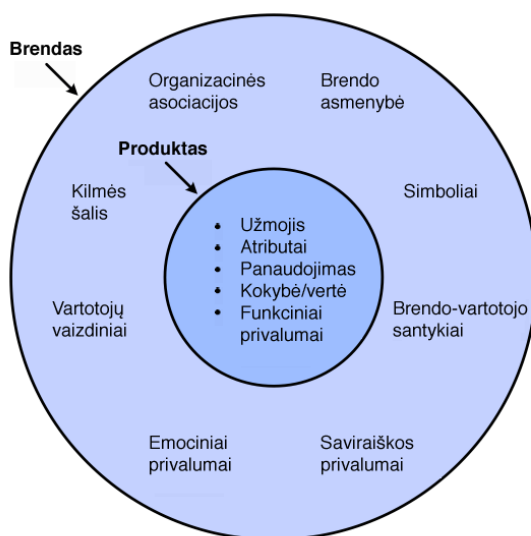 Brendas
Organizacinės
asociacijos
Brendo
asmenybė
Produktas
Kilmės
šalis
Simboliai
• Užmojis
• Atributai
• Panaudojimas
• Kokybė/vertė
• Funkciniai
privalumai
Vartotojų
vaizdiniai
Brendo-vartotojo
santykiai
Emociniai
privalumai
Saviraiškos
privalumai